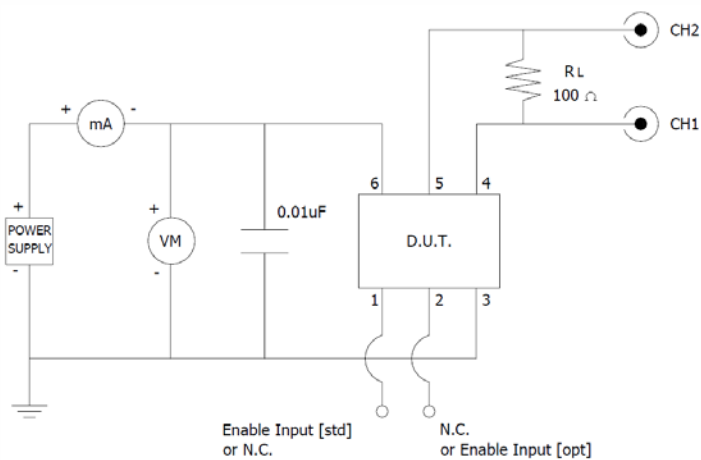 CH2
RL
100 Ω
CH1
+ -
mA
6 5 4
+
POWER
SUPPLY
-
+
VM
-
0.01uF
D.U.T.
1 2 3
Enable Input [std]
or N.C.
N.C.
or Enable Input [opt]